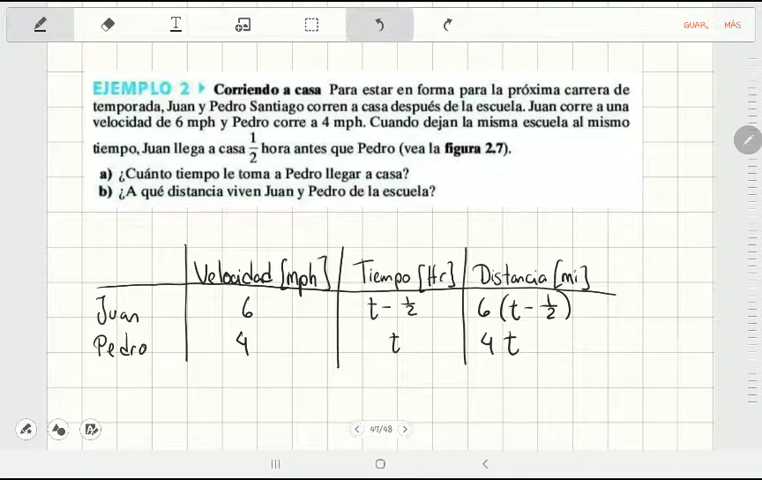 T
GUAR.
MÁS
EJEMPLO 2 Corriendo a casa Para estar en forma para la próxima carrera de
temporada, Juan y Pedro Santiago corren a casa después de la escuela. Juan corre a una
velocidad de 6 mph y Pedro corre a 4 mph. Cuando dejan la misma escuela al mismo
tiempo, Juan llega a casa 1/2 hora antes que Pedro (vea la figura 2.7).
a) ¿Cuánto tiempo le toma a Pedro llegar a casa?
b) ¿A qué distancia viven Juan y Pedro de la escuela?
Velocidad [mph] Tiempo [Hr] Distancia [mi]
Juan 6 t - 1/2 6 (t - 1/2)
Pedro 4 t 4 t
47/48